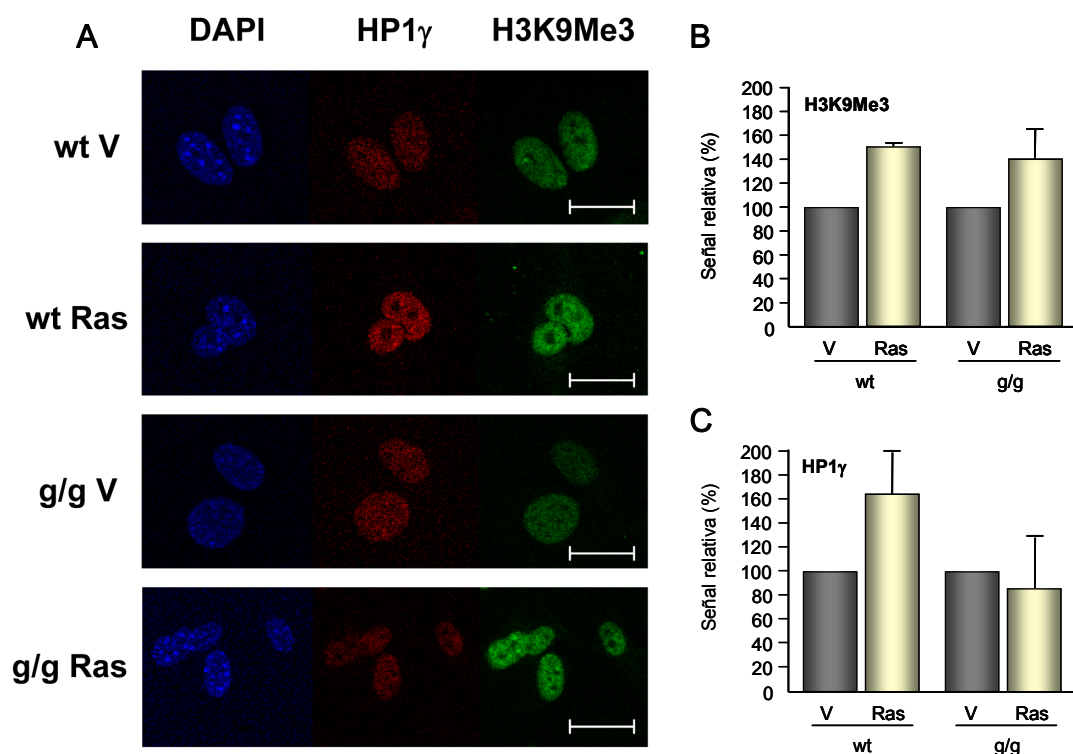 A
DAPI HP1γ H3K9Me3
wt V
wt Ras
g/g V
g/g Ras
B
H3K9Me3
Señal relativa (%)
200
180
160
140
120
100
80
60
40
20
0
V Ras V Ras
wt g/g
C
HP1γ
Señal relativa (%)
200
180
160
140
120
100
80
60
40
20
0
V Ras V Ras
wt g/g